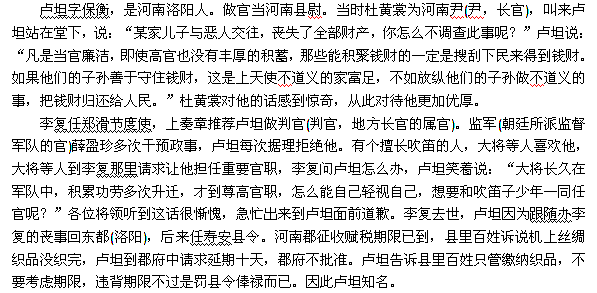 卢坦字保衡，是河南洛阳人。做官当河南县尉。当时杜黄裳为河南尹(尹，长官)，叫来卢
坦站在堂下，说：“某家儿子与恶人交往，丧失了全部财产，你怎么不调查此事呢？”卢坦说：
“凡是当官廉洁，即使高官也没有丰厚的积蓄，那些能积聚钱财的一定是搜刮下民来得到钱财。
如果他们的子孙善于守住钱财，这是上天使不道义的家富足，不如放纵他们的子孙做不道义的
事，把钱财归还给人民。”杜黄裳对他的话感到惊奇，从此对待他更加优厚。
李复任郑滑节度使，上奏章推荐卢坦做判官(判官，地方长官的属官)。监军(朝廷所派监督
军队的官)薛盈珍多次干预政事，卢坦每次据理拒绝他。有个擅长吹笛的人，大将等人喜欢他，
大将等人到李复那里请求让他担任重要官职，李复问卢坦怎么办，卢坦笑着说：“大将长久在
军队中，积累功劳多次升迁，才到尊高官职，怎么能自己轻视自己，想要和吹笛子少年一同任
官呢？”各位将领听到这话很惭愧，急忙出来到卢坦面前道歉。李复去世，卢坦因为跟随办李
复的丧事回东都(洛阳)，后来任寿安县令。河南郡征收赋税期限已到，县里百姓诉说机上丝绸
织品没织完，卢坦到郡府中请求延期十天，郡府不批准。卢坦告诉县里百姓只管缴纳织品，不
要考虑期限，违背期限不过是罚县令俸禄而已。因此卢坦知名。